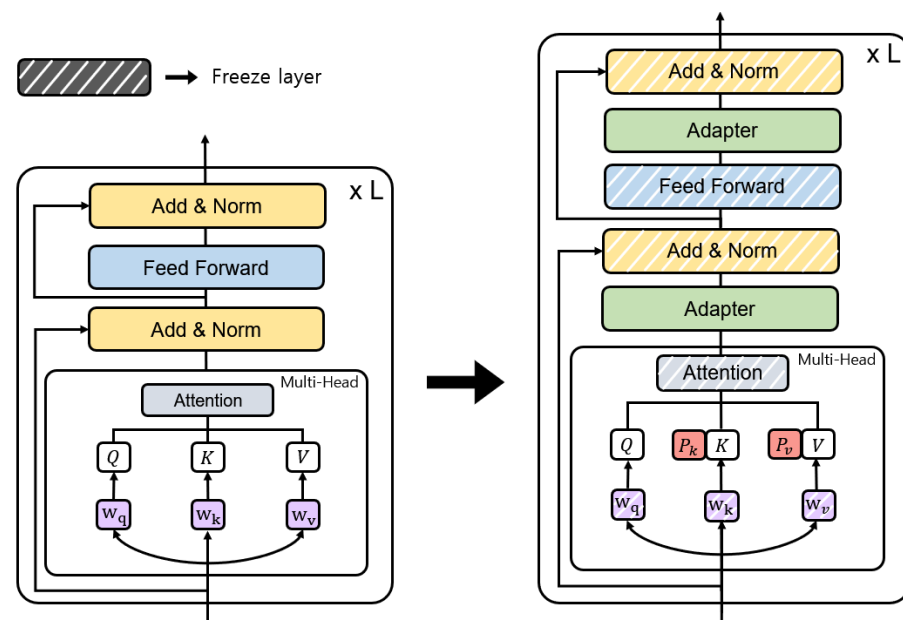 Freeze layer
x L
Add & Norm
Feed Forward
Add & Norm
Multi-Head
Attention
Q K V
w_q w_k w_v
x L
Add & Norm
Adapter
Feed Forward
Add & Norm
Adapter
Multi-Head
Attention
Q P_k K P_v V
w_q w_k w_v